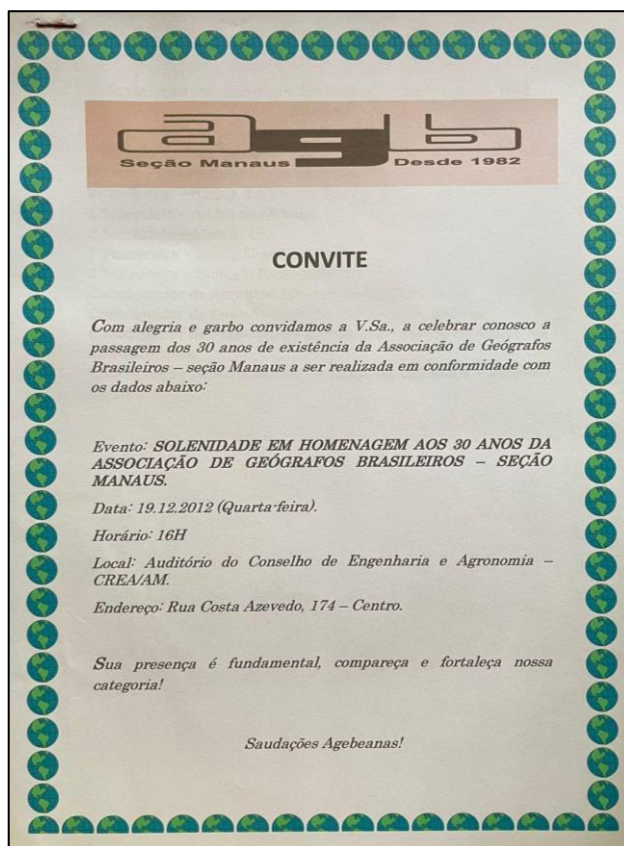 agb
Seção Manaus Desde 1982
CONVITE
Com alegria e garbo convidamos a V.Sa., a celebrar conosco a
passagem dos 30 anos de existência da Associação de Geógrafos
Brasileiros – seção Manaus a ser realizada em conformidade com
os dados abaixo:
Evento: SOLENIDADE EM HOMENAGEM AOS 30 ANOS DA
ASSOCIAÇÃO DE GEÓGRAFOS BRASILEIROS – SEÇÃO
MANAUS.
Data: 19.12.2012 (Quarta-feira).
Horário: 16H
Local: Auditório do Conselho de Engenharia e Agronomia –
CREA/AM.
Endereço: Rua Costa Azevedo, 174 – Centro.
Sua presença é fundamental, compareça e fortaleça nossa
categoria!
Saudações Agebeanas!